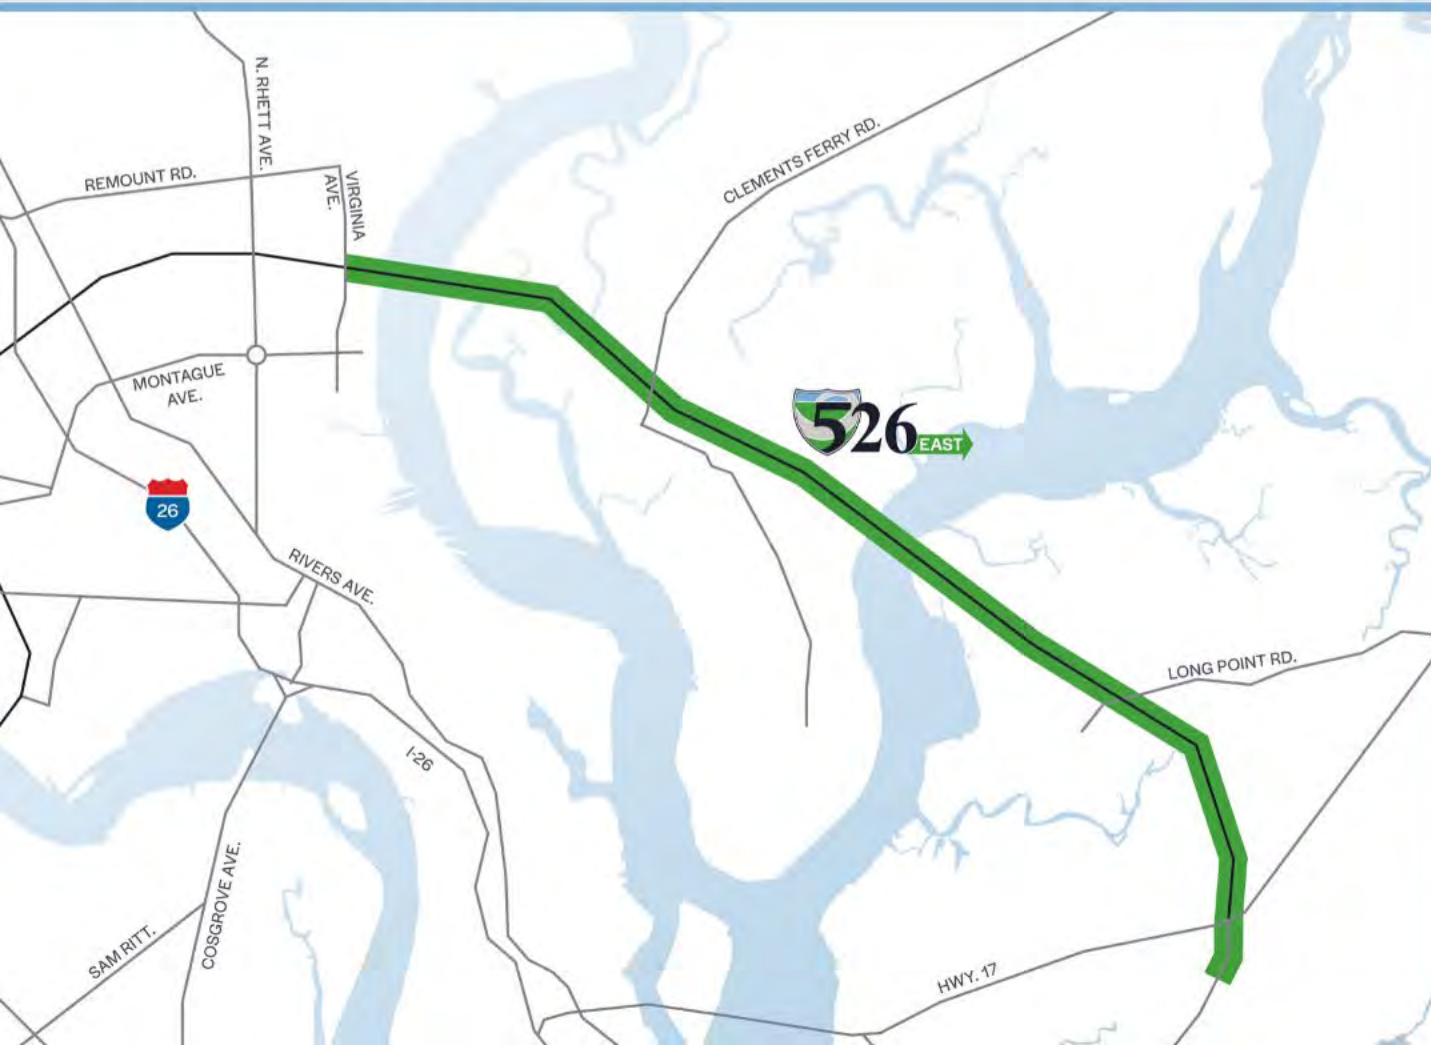 N. RHETT AVE.
REMOUNT RD.
VIRGINIA
AVE.
CLEMENTS FERRY RD.
MONTAGUE
AVE.
526
EAST
26
RIVERS AVE.
LONG POINT RD.
I-26
COSGROVE AVE.
SAM RITT.
HWY. 17